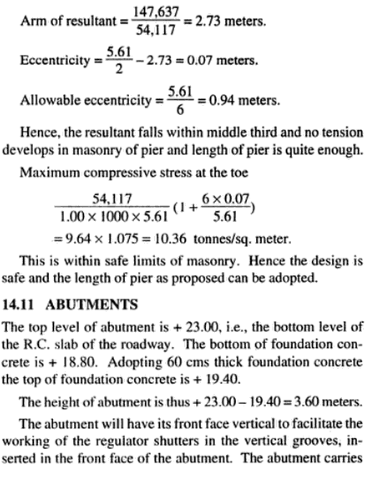 Arm of resultant = 147,637 / 54,117 = 2.73 meters.
Eccentricity = 5.61 / 2 − 2.73 = 0.07 meters.
Allowable eccentricity = 5.61 / 6 = 0.94 meters.
Hence, the resultant falls within middle third and no tension
develops in masonry of pier and length of pier is quite enough.
Maximum compressive stress at the toe
54,117 / 1.00 × 1000 × 5.61 (1 + 6 × 0.07 / 5.61)
= 9.64 × 1.075 = 10.36 tonnes/sq. meter.
This is within safe limits of masonry. Hence the design is
safe and the length of pier as proposed can be adopted.
14.11 ABUTMENTS
The top level of abutment is + 23.00, i.e., the bottom level of
the R.C. slab of the roadway. The bottom of foundation con-
crete is + 18.80. Adopting 60 cms thick foundation concrete
the top of foundation concrete is + 19.40.
The height of abutment is thus + 23.00 – 19.40 = 3.60 meters.
The abutment will have its front face vertical to facilitate the
working of the regulator shutters in the vertical grooves, in-
serted in the front face of the abutment. The abutment carries